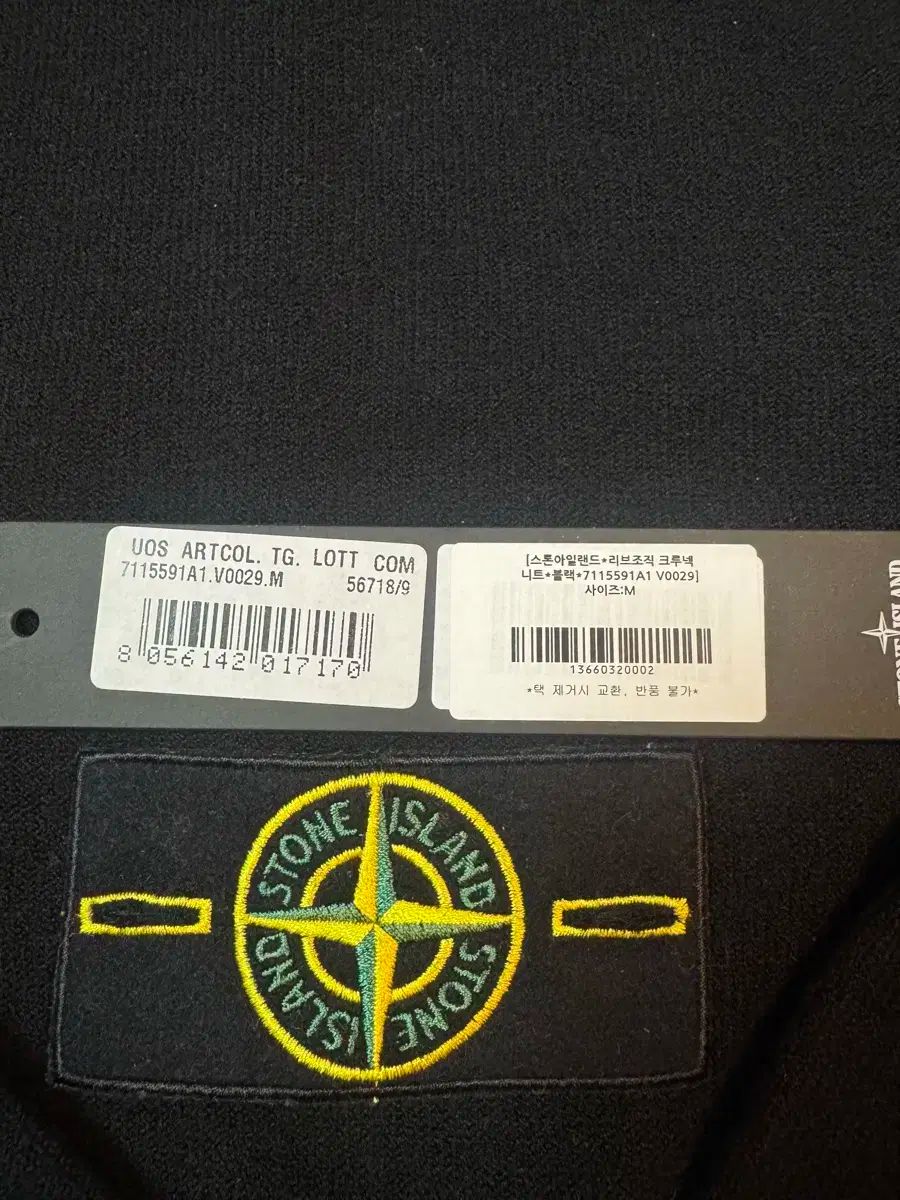 UOS ARTCOL. TG. LOTT COM
7115591A1.V0029.M 56718/9
8 056142 017170
[스톤아일랜드*리브조직 크루넥
니트*블랙*7115591A1 V0029]
사이즈:M
13660320002
*택 제거시 교환, 반품 불가*
STONE ISLAND
STONE ISLAND
STONE ISLAND